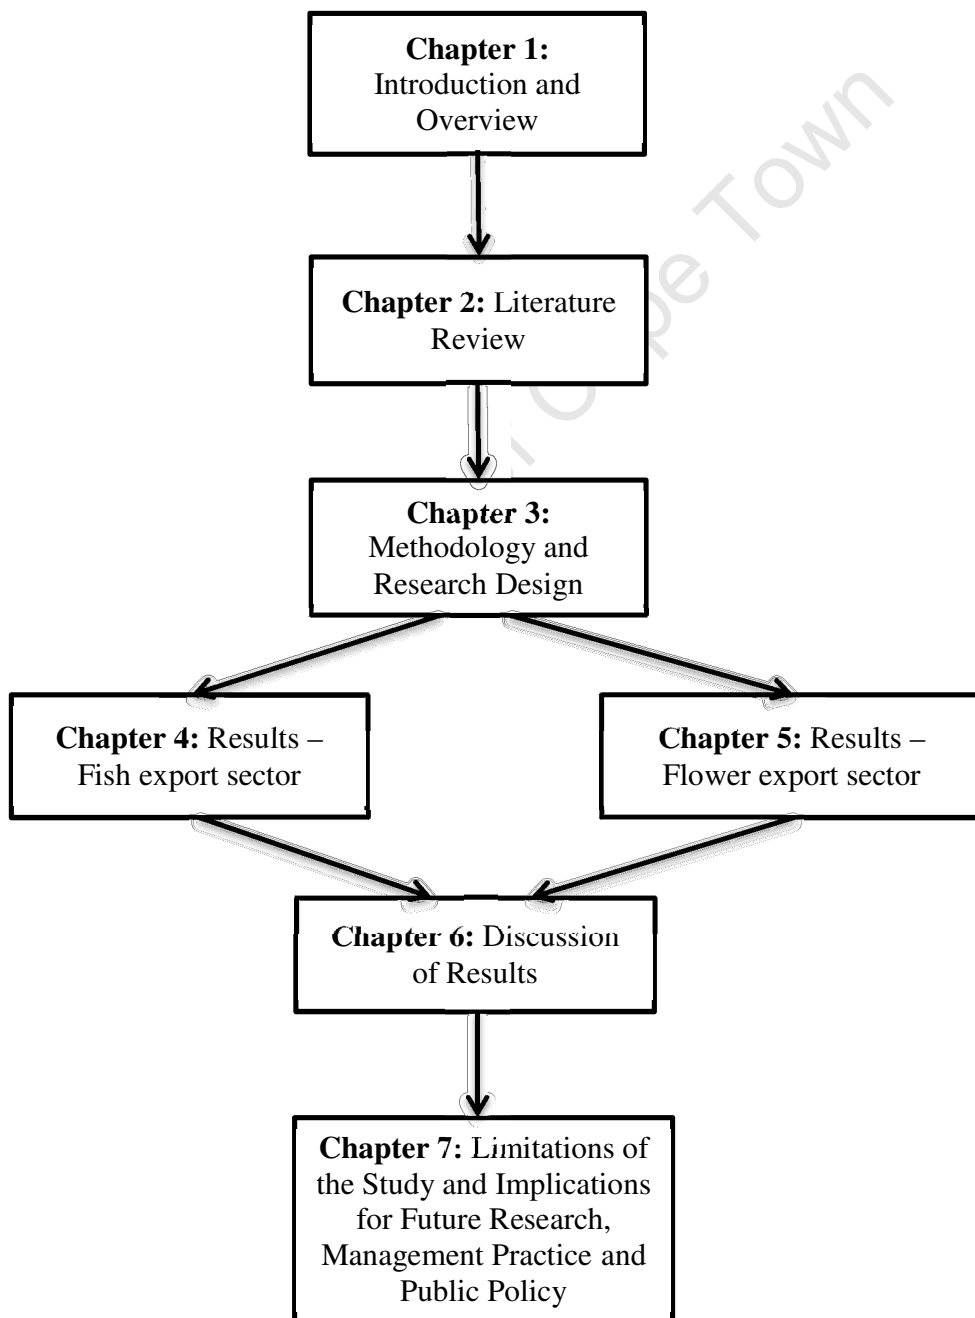 Chapter 1:
Introduction and
Overview
Chapter 2: Literature
Review
Chapter 3:
Methodology and
Research Design
Chapter 4: Results –
Fish export sector
Chapter 5: Results –
Flower export sector
Chapter 6: Discussion
of Results
Chapter 7: Limitations of
the Study and Implications
for Future Research,
Management Practice and
Public Policy
Town